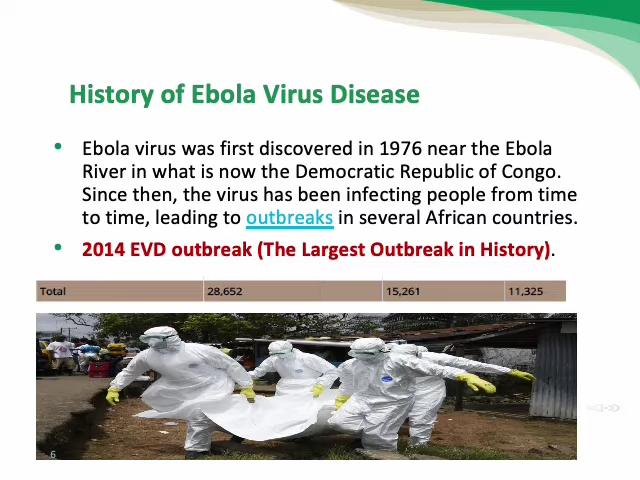 History of Ebola Virus Disease
• Ebola virus was first discovered in 1976 near the Ebola
River in what is now the Democratic Republic of Congo.
Since then, the virus has been infecting people from time
to time, leading to outbreaks in several African countries.
• 2014 EVD outbreak (The Largest Outbreak in History).
Total 28,652 15,261 11,325
6